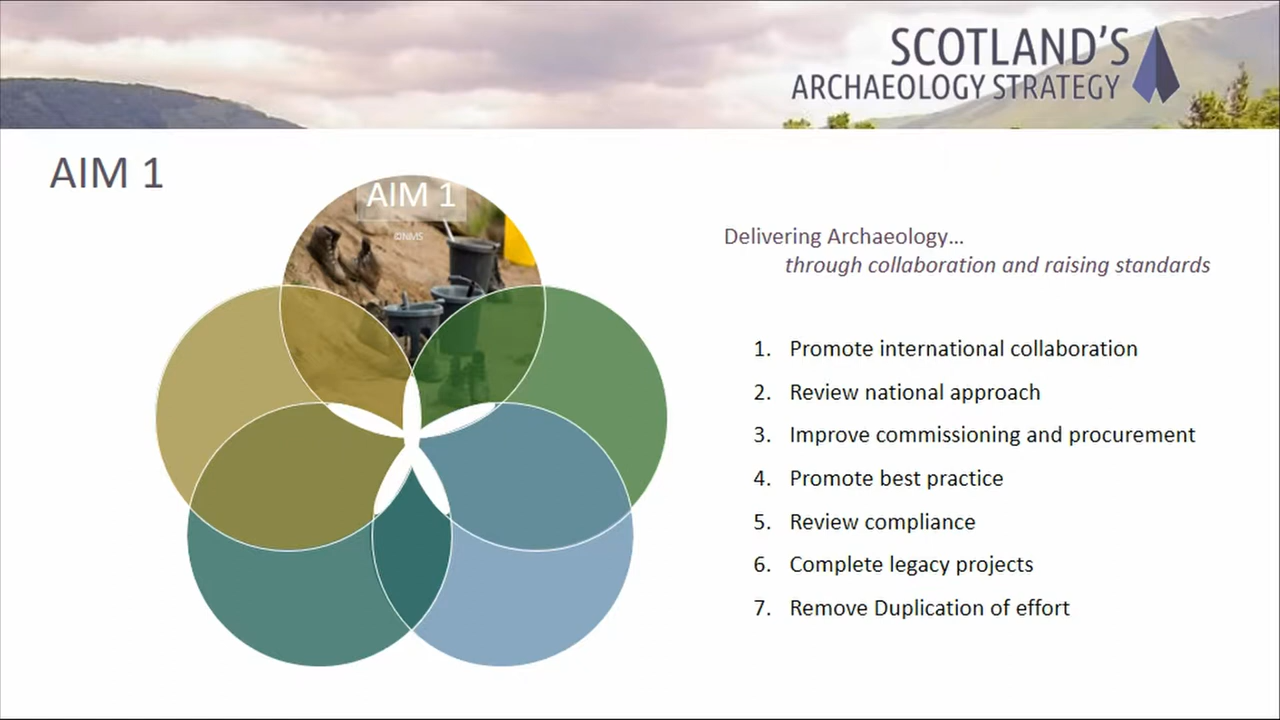 SCOTLAND'S
ARCHAEOLOGY STRATEGY
AIM 1
AIM 1
©NMS
Delivering Archaeology...
through collaboration and raising standards
1. Promote international collaboration
2. Review national approach
3. Improve commissioning and procurement
4. Promote best practice
5. Review compliance
6. Complete legacy projects
7. Remove Duplication of effort